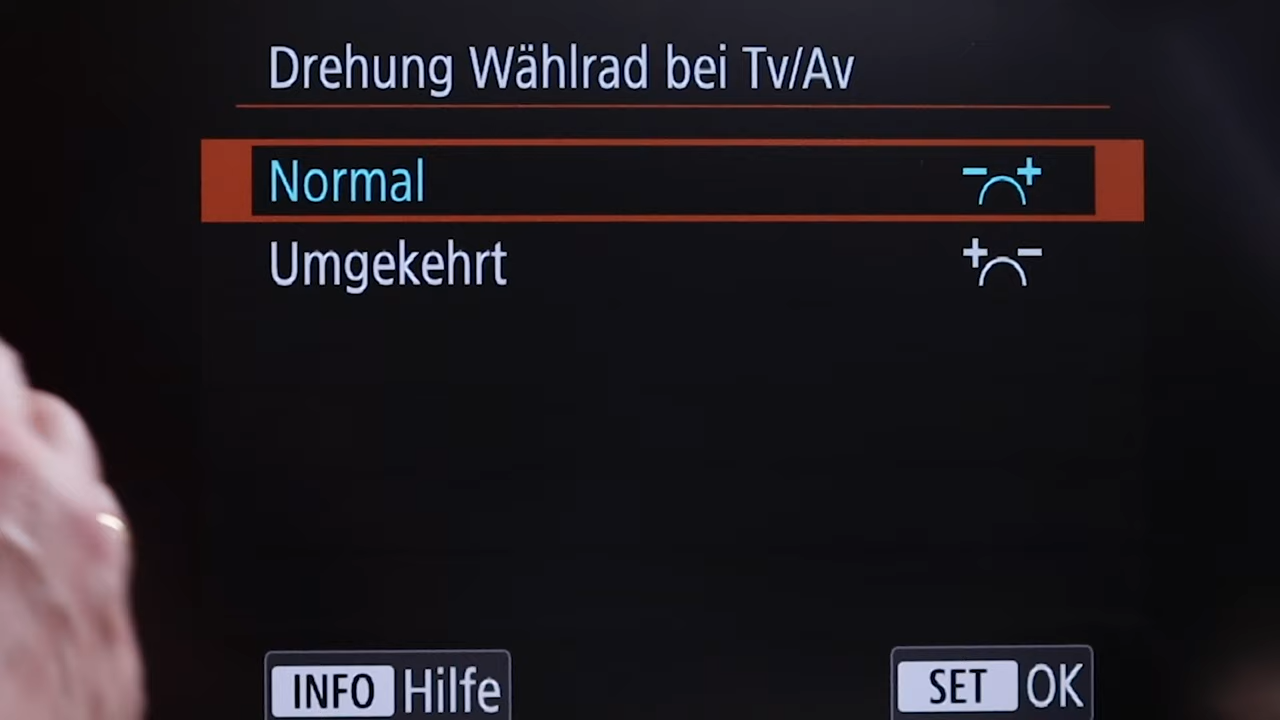 Drehung Wählrad bei Tv/Av
Normal -+
Umgekehrt +-
INFO Hilfe SET OK